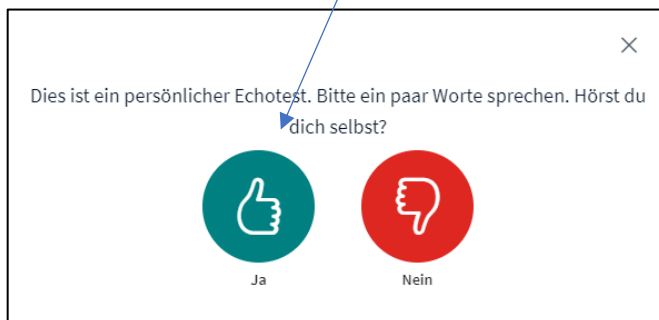 Dies ist ein persönlicher Echotest. Bitte ein paar Worte sprechen. Hörst du
dich selbst?
Ja
Nein